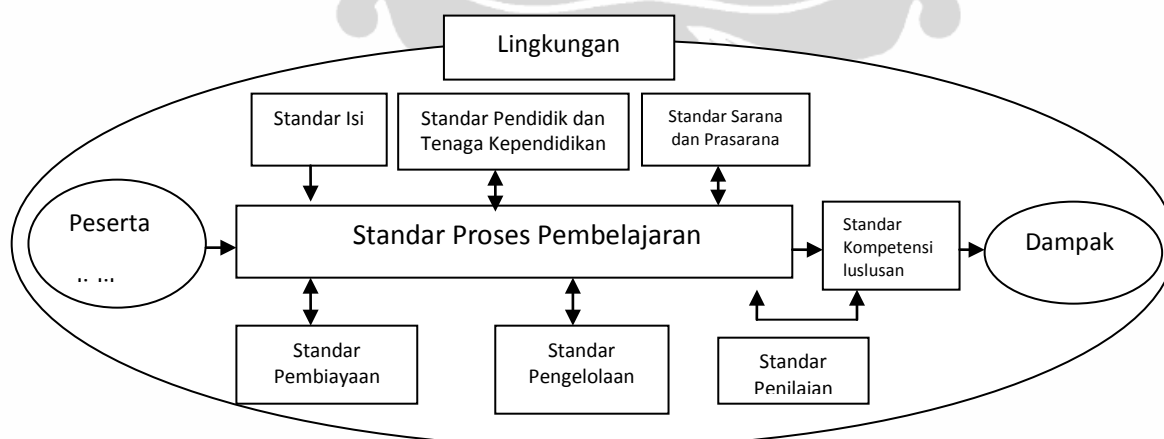 Lingkungan
Standar Isi
Standar Pendidik dan
Tenaga Kependidikan
Standar Sarana
dan Prasarana
Peserta
Standar Proses Pembelajaran
Standar
Kompetensi
luslusan
Dampak
Standar
Pembiayaan
Standar
Pengelolaan
Standar
Penilaian